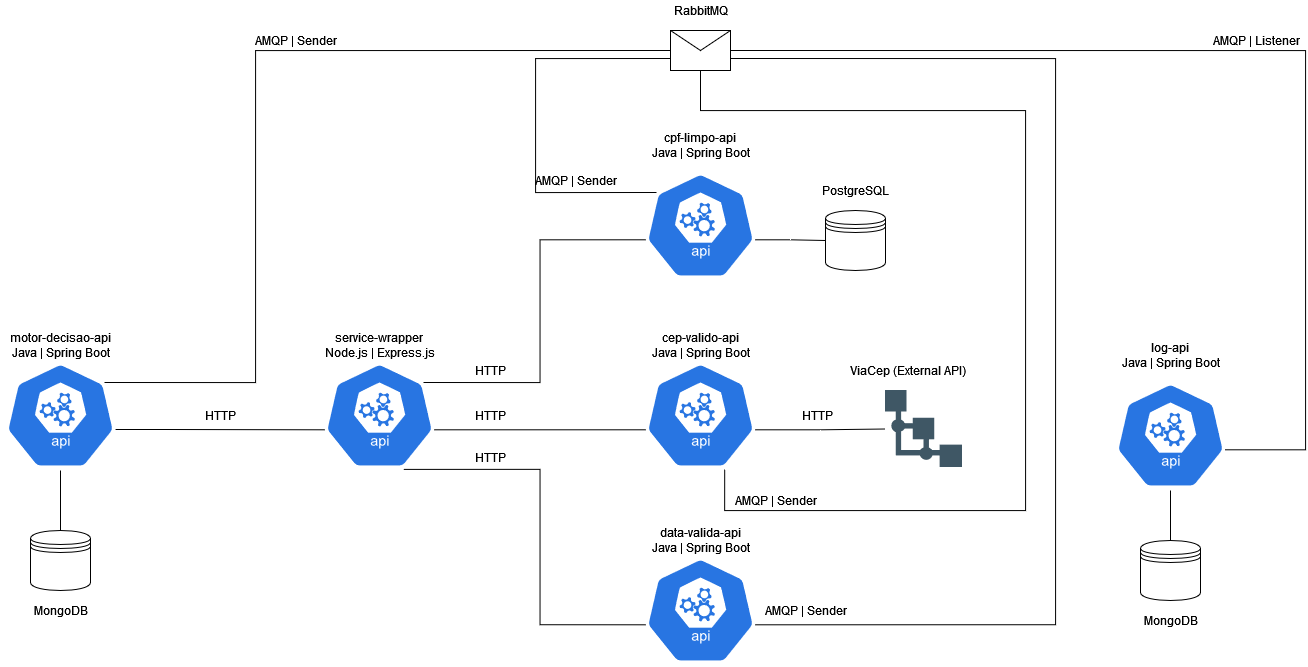 RabbitMQ
AMQP | Sender
AMQP | Listener
cpf-limpo-api
Java | Spring Boot
AMQP | Sender
PostgreSQL
api
motor-decisao-api
Java | Spring Boot
service-wrapper
Node.js | Express.js
cep-valido-api
Java | Spring Boot
log-api
Java | Spring Boot
HTTP
ViaCep (External API)
HTTP
HTTP
HTTP
api
api
api
HTTP
api
AMQP | Sender
data-valida-api
Java | Spring Boot
MongoDB
AMQP | Sender
MongoDB
api